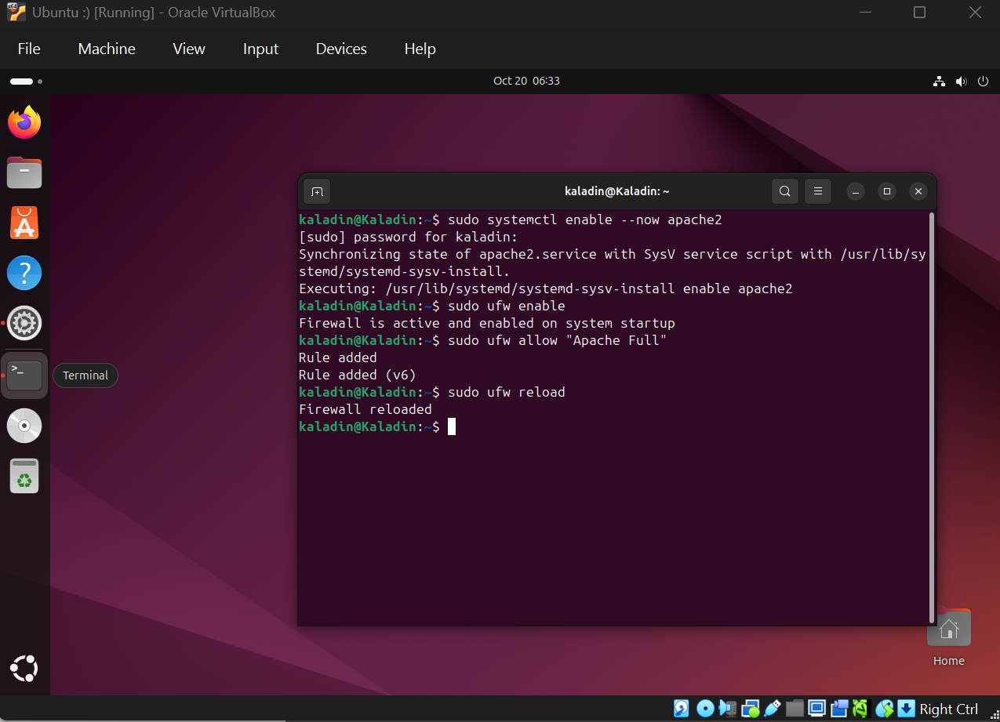 Ubuntu :) [Running] - Oracle VirtualBox
File Machine View Input Devices Help
Oct 20 06:33
kaladin@Kaladin: ~
kaladin@Kaladin:~$ sudo systemctl enable --now apache2
[sudo] password for kaladin:
Synchronizing state of apache2.service with SysV service script with /usr/lib/sy
stemd/systemd-sysv-install.
Executing: /usr/lib/systemd/systemd-sysv-install enable apache2
kaladin@Kaladin:~$ sudo ufw enable
Firewall is active and enabled on system startup
kaladin@Kaladin:~$ sudo ufw allow "Apache Full"
Rule added
Rule added (v6)
kaladin@Kaladin:~$ sudo ufw reload
Firewall reloaded
kaladin@Kaladin:~$
Terminal
Home
Right Ctrl